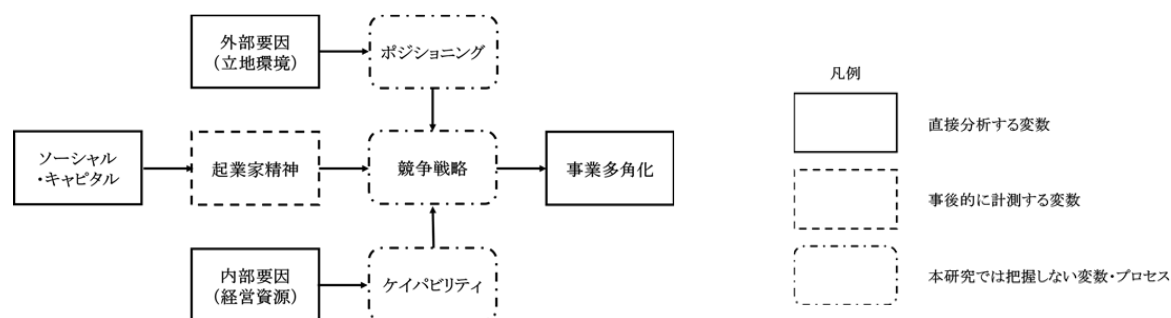 外部要因
(立地環境)
ポジショニング
ソーシャル
・キャピタル
起業家精神
競争戦略
事業多角化
内部要因
(経営資源)
ケイパビリティ
凡例
直接分析する変数
事後的に計測する変数
本研究では把握しない変数・プロセス